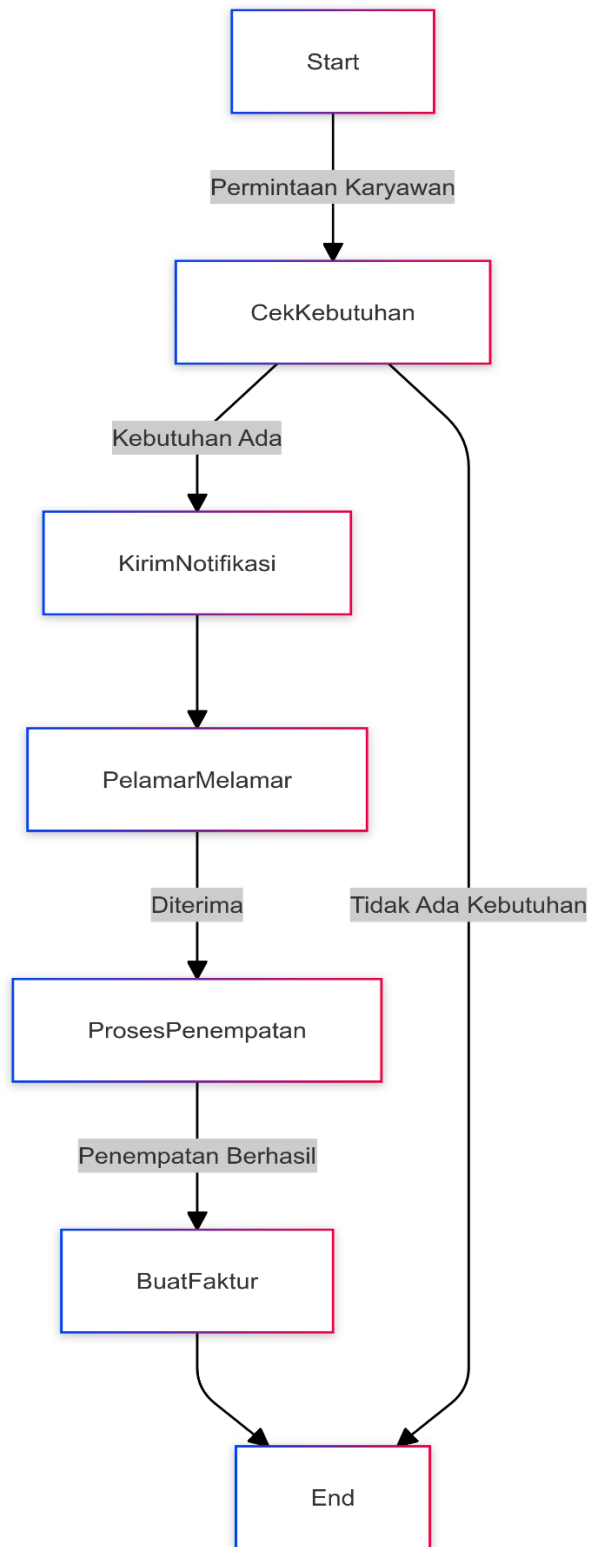 Start
Permintaan Karyawan
CekKebutuhan
Kebutuhan Ada
KirimNotifikasi
PelamarMelamar
Diterima
Tidak Ada Kebutuhan
ProsesPenempatan
Penempatan Berhasil
BuatFaktur
End